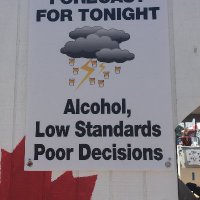 FORECAST
FOR TONIGHT
Alcohol,
Low Standards
Poor Decisions